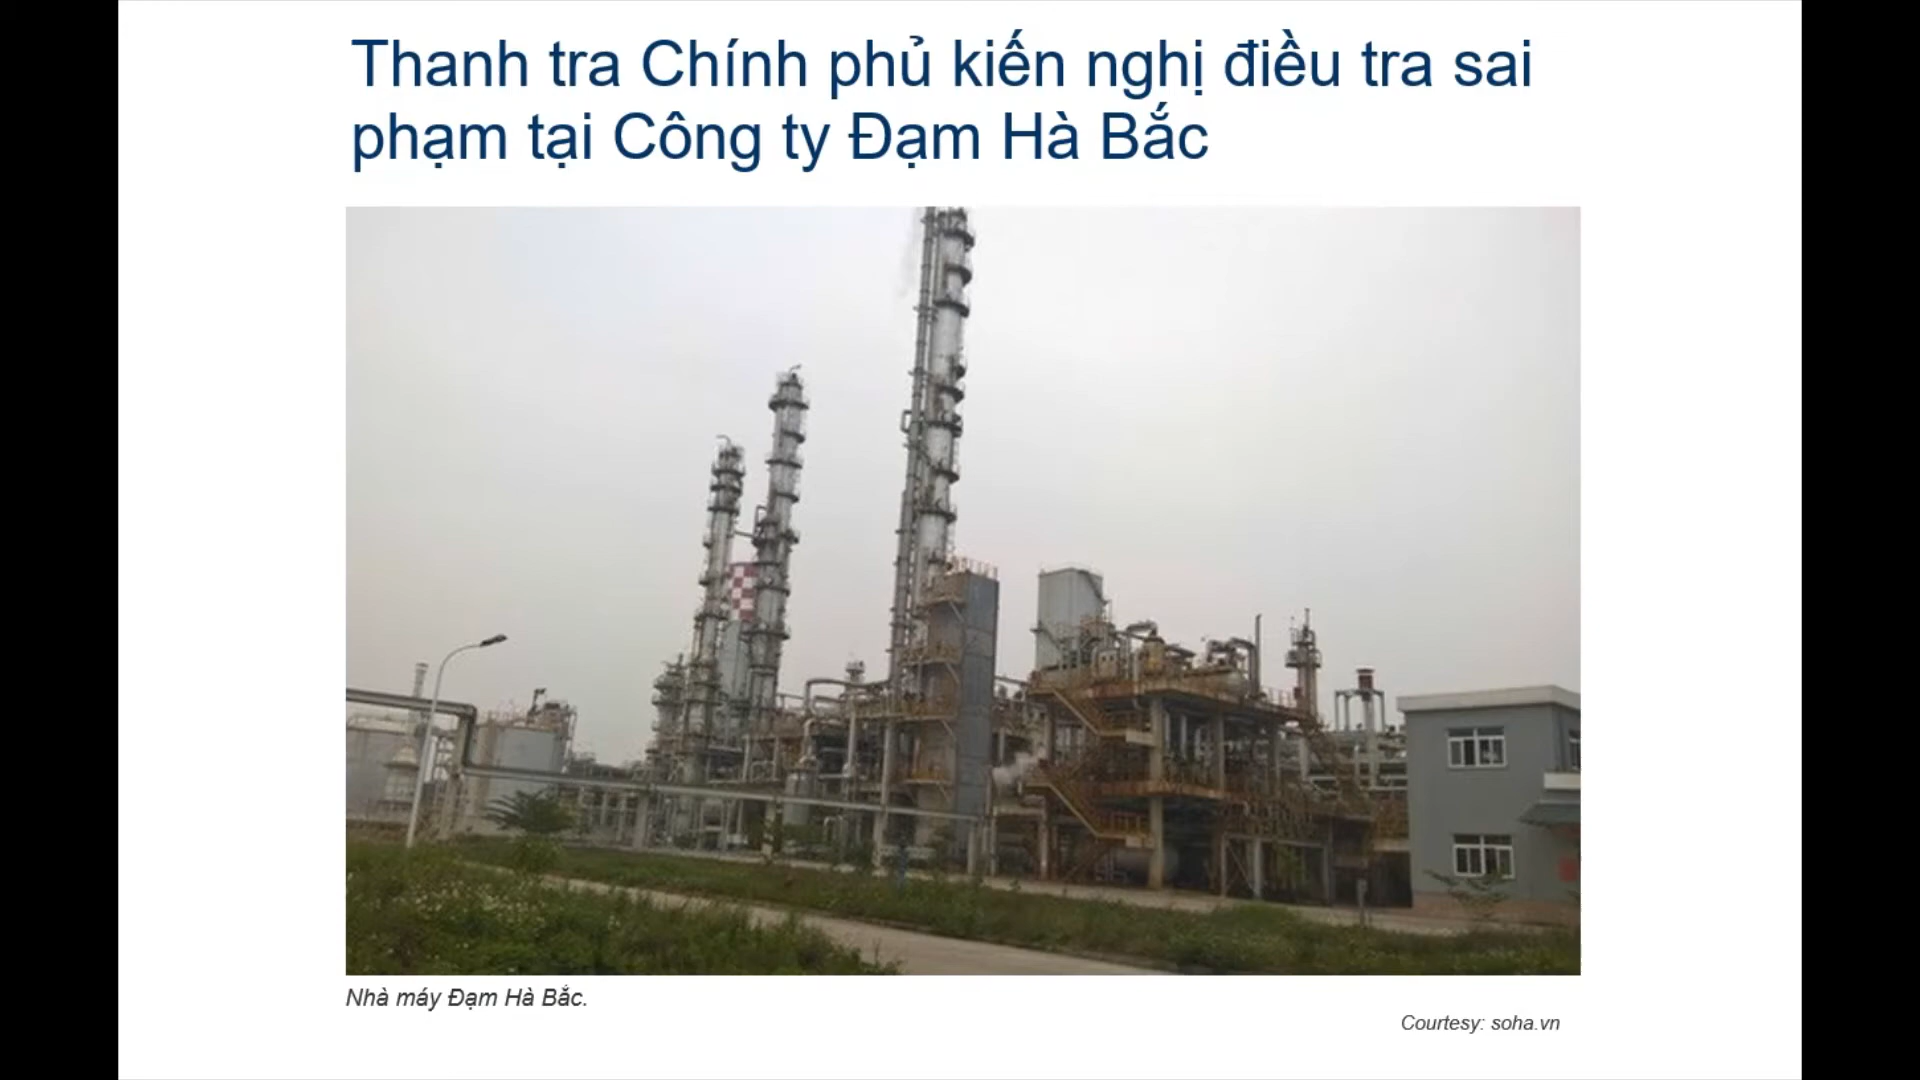 Thanh tra Chính phủ kiến nghị điều tra sai
phạm tại Công ty Đạm Hà Bắc
Nhà máy Đạm Hà Bắc.
Courtesy: soha.vn